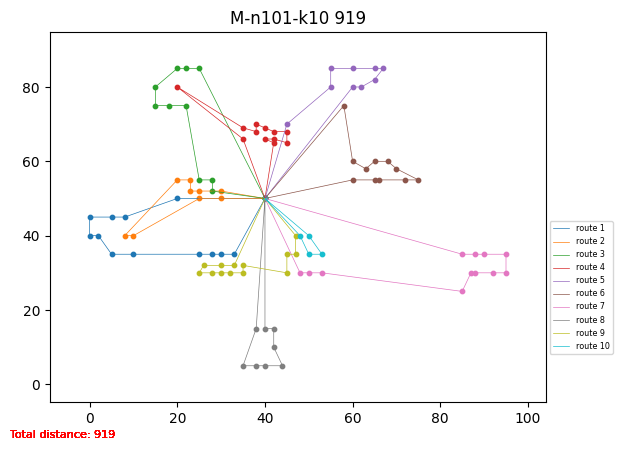 M-n101-k10 919
80
60
40
20
0
0 20 40 60 80 100
route 1
route 2
route 3
route 4
route 5
route 6
route 7
route 8
route 9
route 10
Total distance: 919